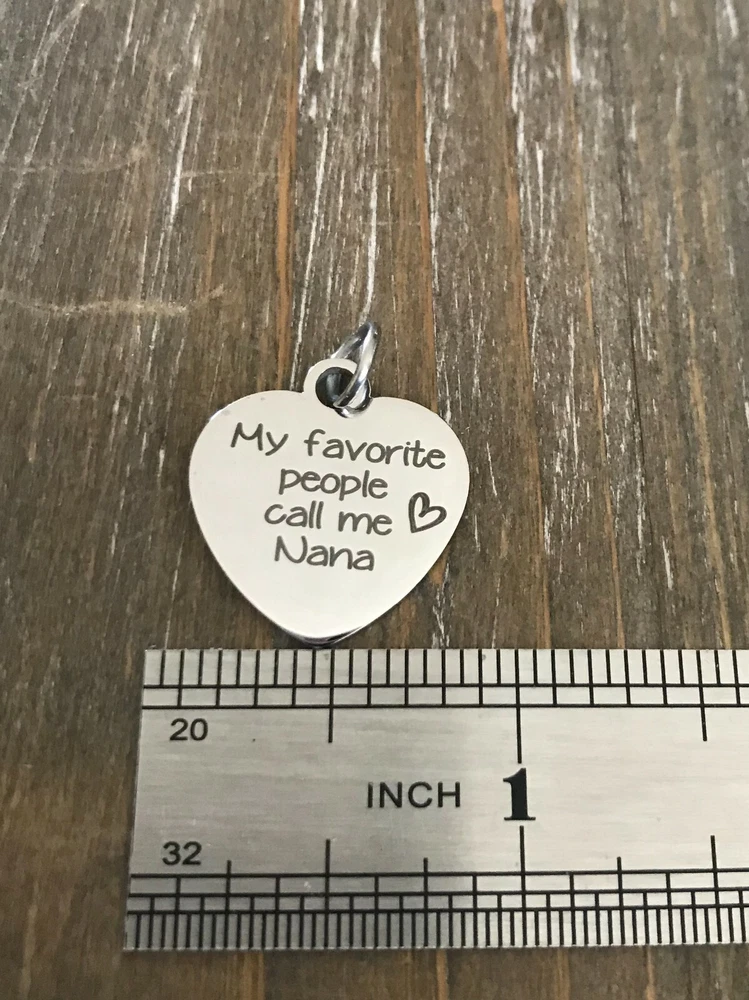 My favorite
people
call me
Nana
20
INCH 1
32